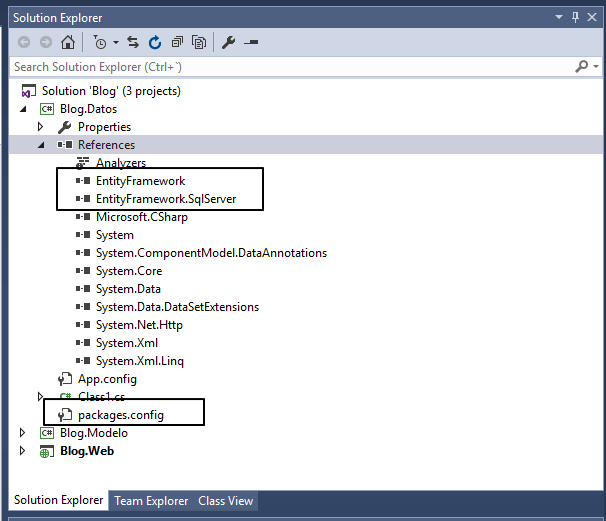 Solution Explorer
Search Solution Explorer (Ctrl+¨)
Solution 'Blog' (3 projects)
Blog.Datos
Properties
References
Analyzers
EntityFramework
EntityFramework.SqlServer
Microsoft.CSharp
System
System.ComponentModel.DataAnnotations
System.Core
System.Data
System.Data.DataSetExtensions
System.Net.Http
System.Xml
System.Xml.Linq
App.config
Class1.cs
packages.config
Blog.Modelo
Blog.Web
Solution Explorer Team Explorer Class View